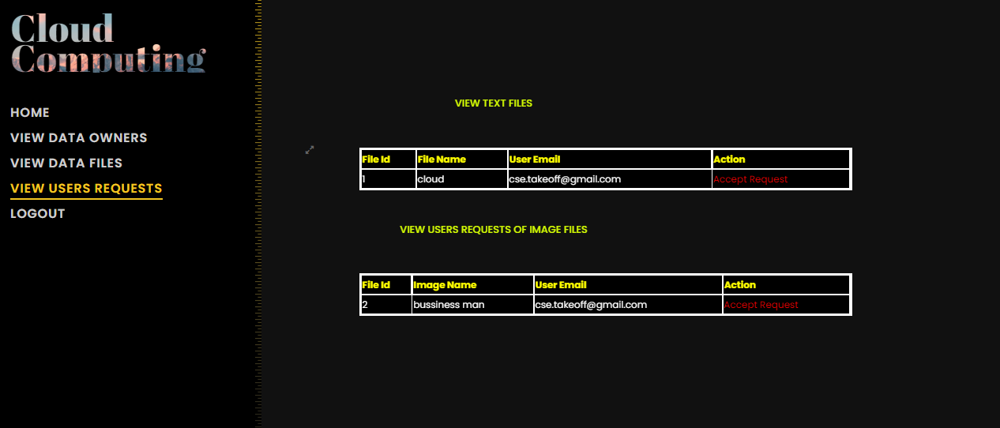 Cloud
Computing
HOME
VIEW DATA OWNERS
VIEW DATA FILES
VIEW USERS REQUESTS
LOGOUT
VIEW TEXT FILES
File Id File Name User Email Action
1 cloud cse.takeoff@gmail.com Accept Request
VIEW USERS REQUESTS OF IMAGE FILES
File Id Image Name User Email Action
2 bussiness man cse.takeoff@gmail.com Accept Request